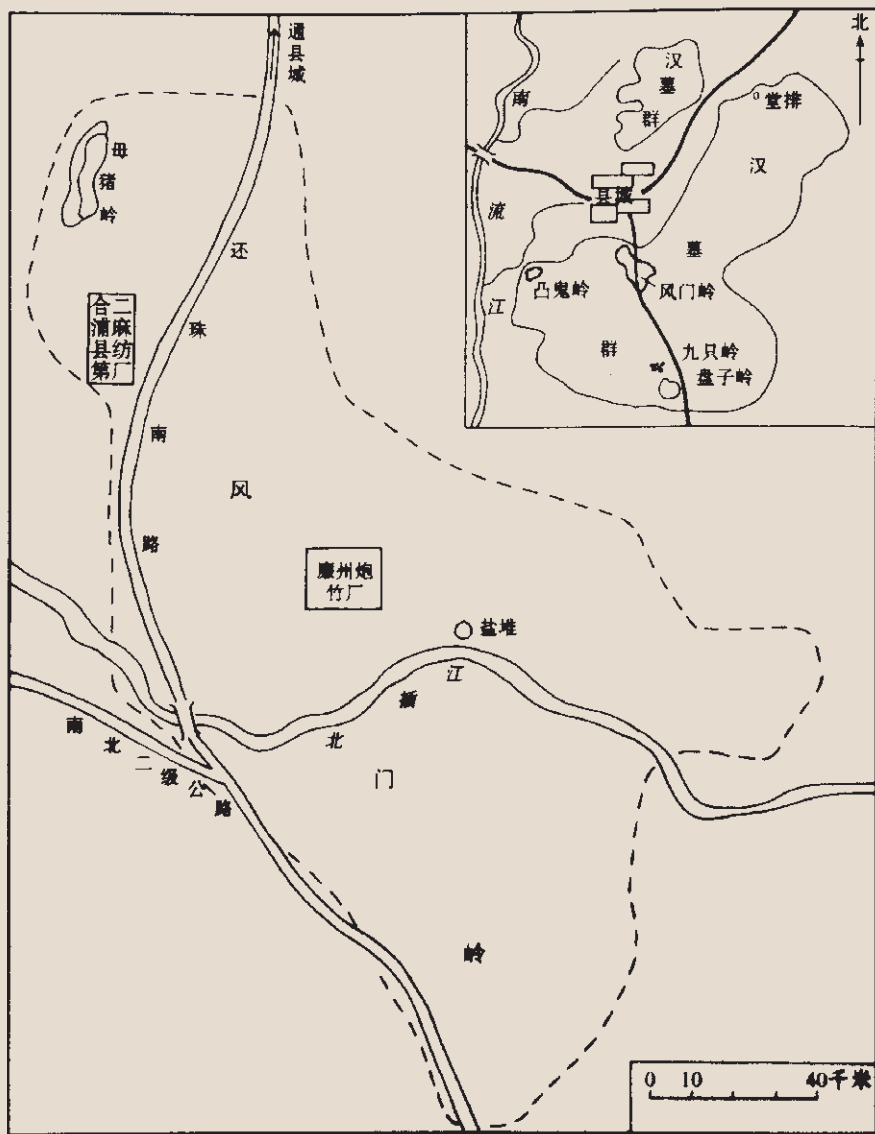 通县城
母猪岭
还珠南路
合浦县第
二麻纺厂
风门岭
廉州炮
竹厂
盐堆
北插江
南北二级公路
0 10 40千米
北
汉墓群
堂排
汉墓群
南流江
县城
凸鬼岭
风门岭
九只岭
盘子岭